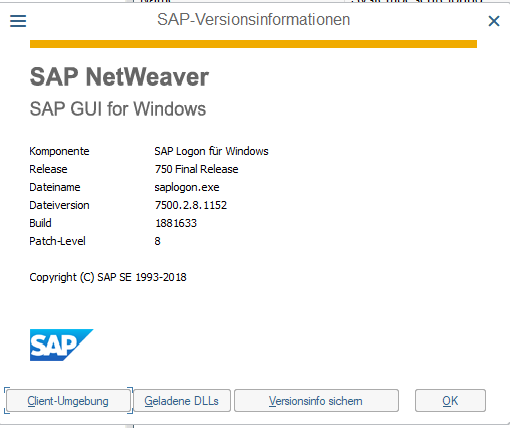 SAP-Versionsinformationen
SAP NetWeaver
SAP GUI for Windows
Komponente SAP Logon für Windows
Release 750 Final Release
Dateiname saplogon.exe
Dateiversion 7500.2.8.1152
Build 1881633
Patch-Level 8
Copyright (C) SAP SE 1993-2018
SAP
Client-Umgebung Geladene DLLs Versionsinfo sichern OK